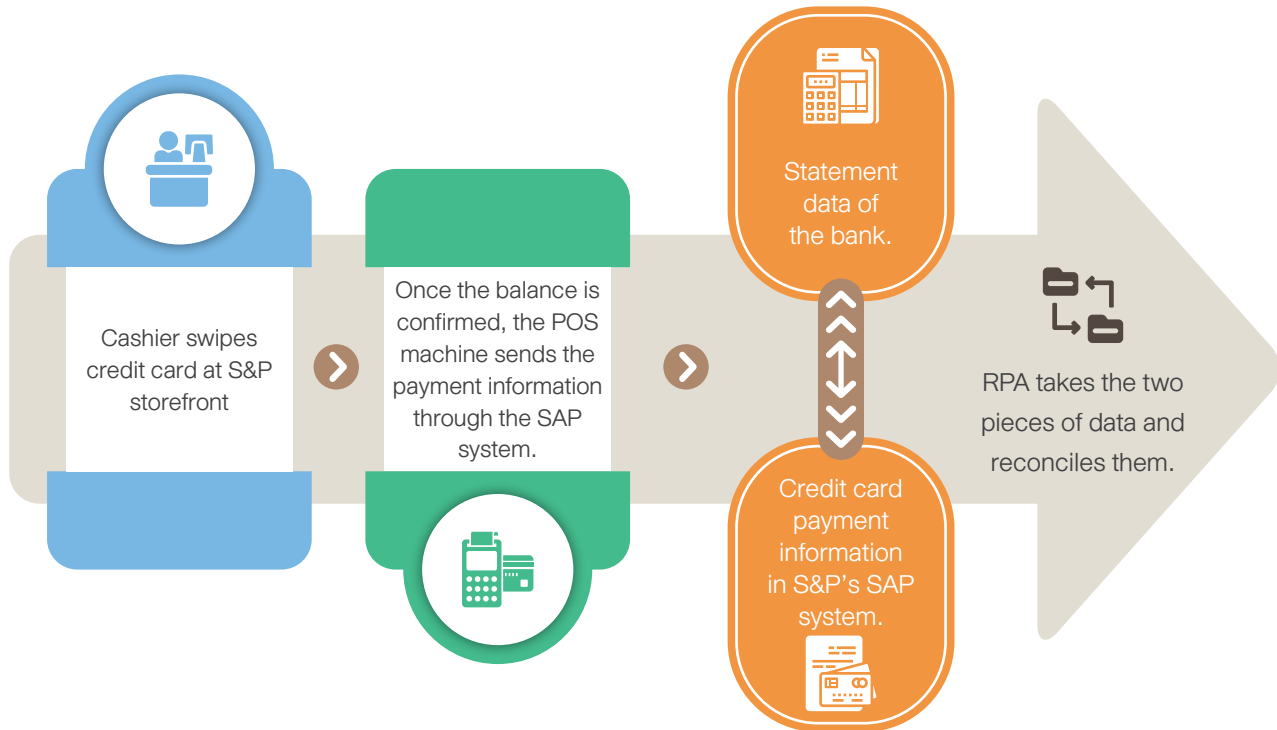 Cashier swipes
credit card at S&P
storefront
Once the balance is
confirmed, the POS
machine sends the
payment information
through the SAP
system.
Statement
data of
the bank.
Credit card
payment
information
in S&P’s SAP
system.
RPA takes the two
pieces of data and
reconciles them.